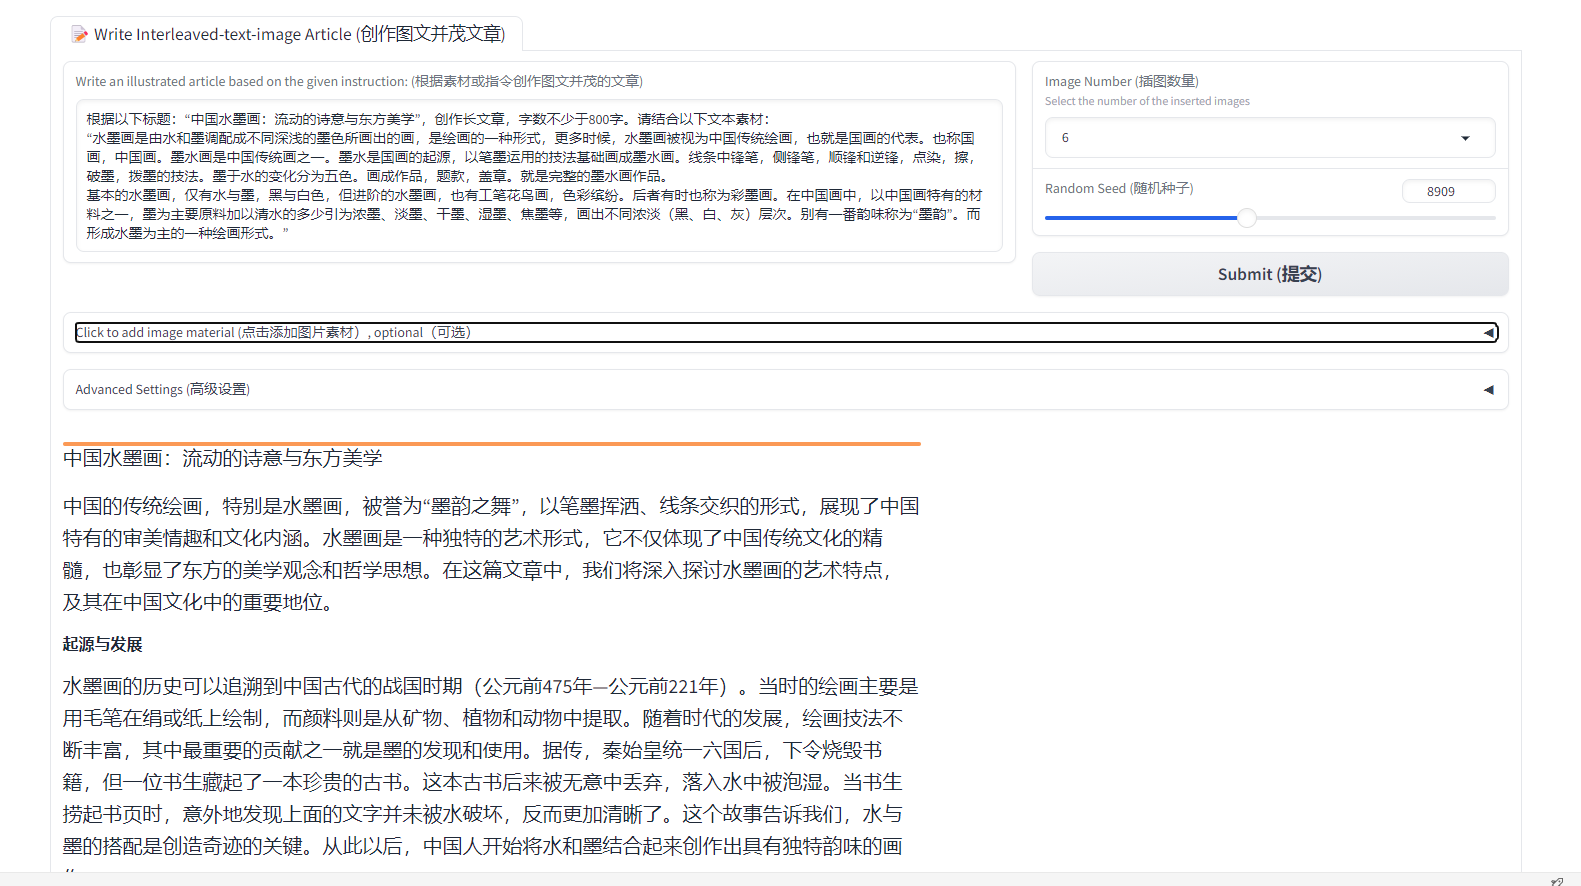 Write Interleaved-text-image Article (创作图文并茂文章)
Write an illustrated article based on the given instruction: (根据素材或指令创作图文并茂的文章)
根据以下标题：“中国水墨画：流动的诗意与东方美学”，创作长文章，字数不少于800字。请结合以下文本素材：
“水墨画是由水和墨调配成不同深浅的墨色所画出的画，是绘画的一种形式，更多时候，水墨画被视为中国传统绘画，也就是国画的代表。也称国
画，中国画。墨水画是中国传统画之一。墨水是国画的起源，以笔墨运用的技法基础画成墨水画。线条中锋笔，侧锋笔，顺锋和逆锋，点染，擦，
破墨，拨墨的技法。墨于水的变化分为五色。画成作品，题款，盖章。就是完整的墨水画作品。
基本的水墨画，仅有水与墨，黑与白色，但进阶的水墨画，也有工笔花鸟画，色彩缤纷。后者有时也称为彩墨画。在中国画中，以中国画特有的材
料之一，墨为主要原料加以清水的多少引为浓墨、淡墨、干墨、湿墨、焦墨等，画出不同浓淡（黑、白、灰）层次。别有一番韵味称为“墨韵”。而
形成水墨为主的一种绘画形式。”
Image Number (插图数量)
Select the number of the inserted images
6
Random Seed (随机种子)
8909
Submit (提交)
Click to add image material (点击添加图片素材）, optional（可选）
Advanced Settings (高级设置)
中国水墨画：流动的诗意与东方美学
中国的传统绘画，特别是水墨画，被誉为“墨韵之舞”，以笔墨挥洒、线条交织的形式，展现了中国
特有的审美情趣和文化内涵。水墨画是一种独特的艺术形式，它不仅体现了中国传统文化的精
髓，也彰显了东方的美学观念和哲学思想。在这篇文章中，我们将深入探讨水墨画的艺术特点，
及其在中国文化中的重要地位。
起源与发展
水墨画的历史可以追溯到中国古代的战国时期（公元前475年—公元前221年）。当时的绘画主要是
用毛笔在绢或纸上绘制，而颜料则是从矿物、植物和动物中提取。随着时代的发展，绘画技法不
断丰富，其中最重要的贡献之一就是墨的发现和使用。据传，秦始皇统一六国后，下令烧毁书
籍，但一位书生藏起了一本珍贵的古书。这本古书后来被无意中丢弃，落入水中被泡湿。当书生
捞起书页时，意外地发现上面的文字并未被水破坏，反而更加清晰了。这个故事告诉我们，水与
墨的搭配是创造奇迹的关键。从此以后，中国人开始将水和墨结合起来创作出具有独特韵味的画